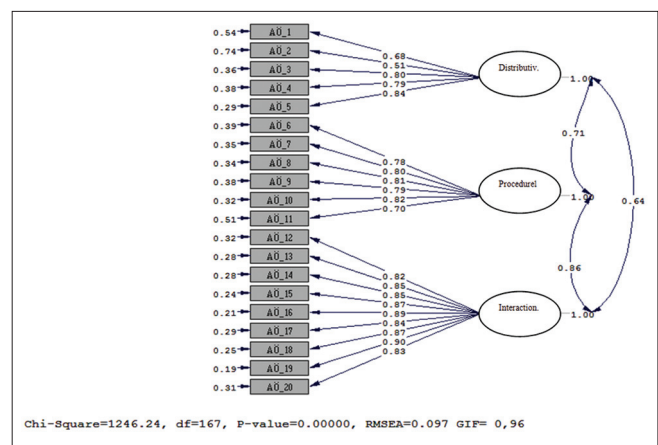 0.54 AÖ_1
0.74 AÖ_2
0.36 AÖ_3
0.38 AÖ_4
0.29 AÖ_5
0.39 AÖ_6
0.35 AÖ_7
0.34 AÖ_8
0.38 AÖ_9
0.32 AÖ_10
0.51 AÖ_11
0.32 AÖ_12
0.28 AÖ_13
0.28 AÖ_14
0.24 AÖ_15
0.21 AÖ_16
0.29 AÖ_17
0.25 AÖ_18
0.19 AÖ_19
0.31 AÖ_20
0.68
0.51
0.80
0.79
0.84
0.78
0.80
0.81
0.79
0.82
0.70
0.82
0.85
0.85
0.87
0.89
0.84
0.87
0.90
0.83
Distributiv.
1.00
Procedurel
1.00
Interaction.
1.00
0.71
0.64
0.86
Chi-Square=1246.24, df=167, P-value=0.00000, RMSEA=0.097 GIF= 0,96